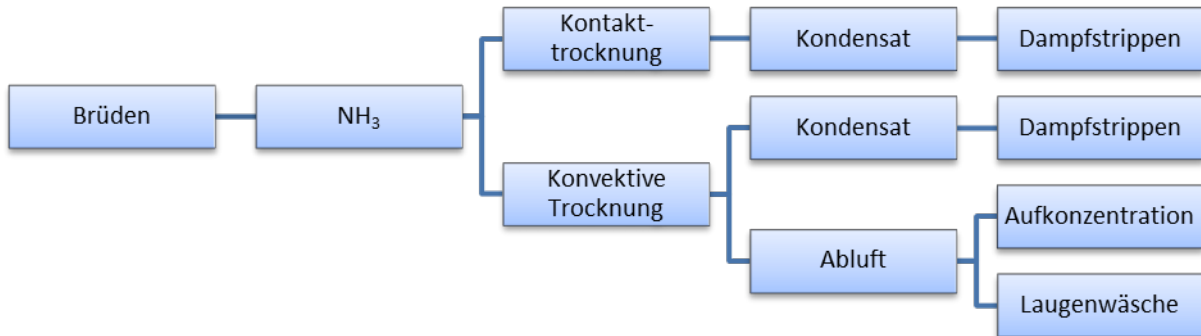 Kontakt-
trocknung
Kondensat
Dampfstrippen
Brüden
NH₃
Kondensat
Dampfstrippen
Konvektive
Trocknung
Aufkonzentration
Abluft
Laugenwäsche